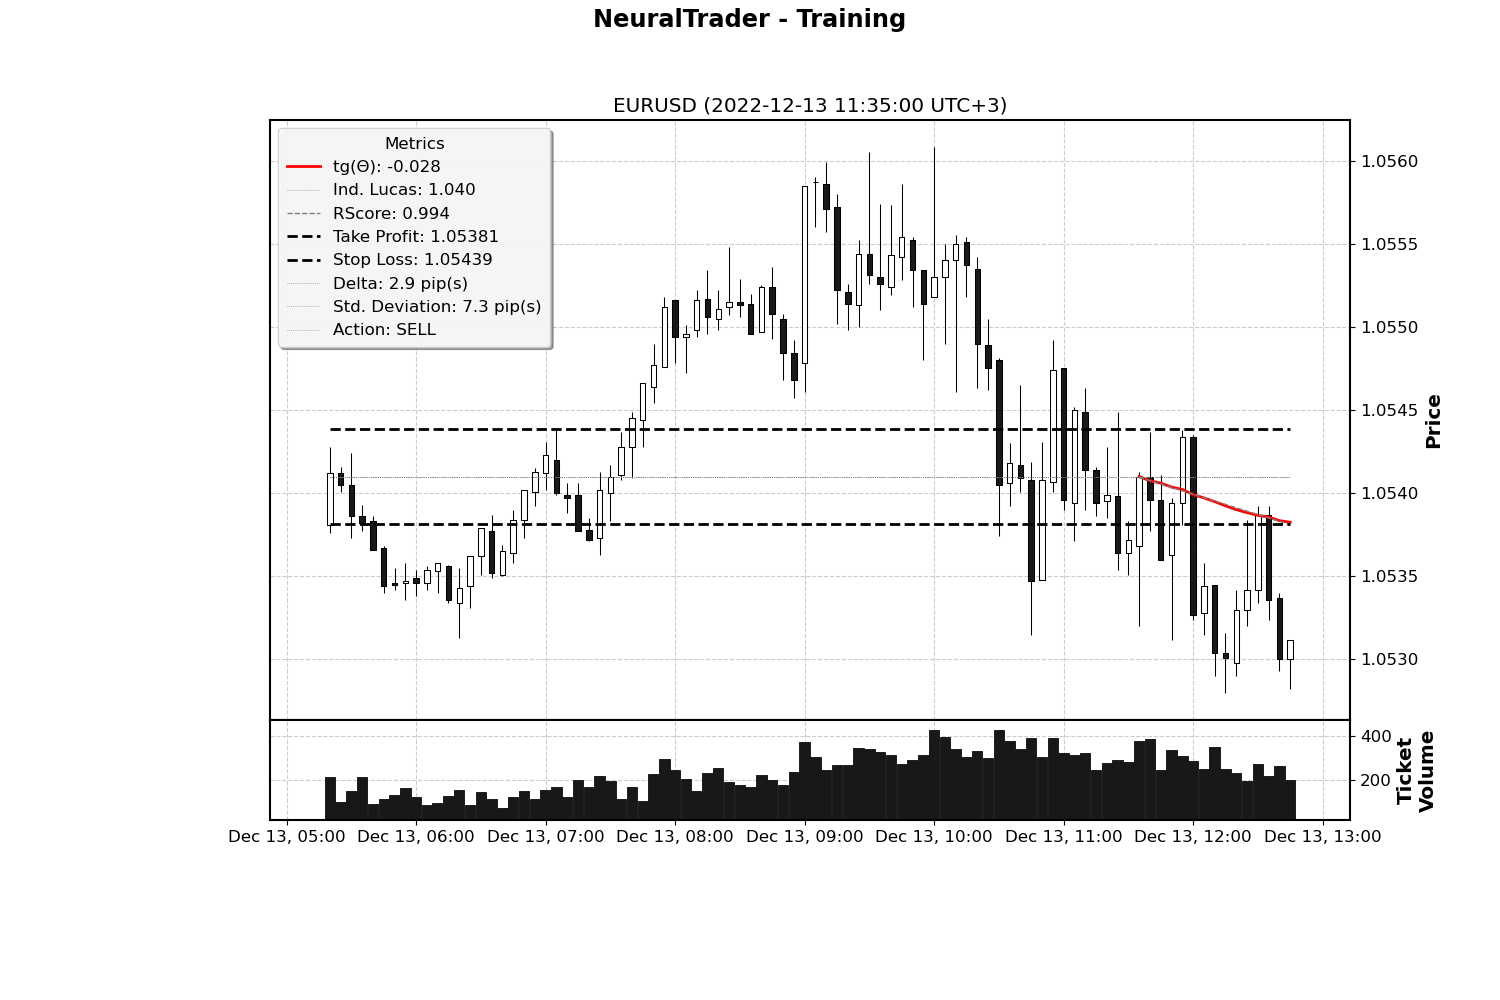 NeuralTrader - Training
EURUSD (2022-12-13 11:35:00 UTC+3)
Metrics
tg(Θ): -0.028
Ind. Lucas: 1.040
RScore: 0.994
Take Profit: 1.05381
Stop Loss: 1.05439
Delta: 2.9 pip(s)
Std. Deviation: 7.3 pip(s)
Action: SELL
1.0560
1.0555
1.0550
1.0545
1.0540
1.0535
1.0530
Price
400
200
Ticket
Volume
Dec 13, 05:00 Dec 13, 06:00 Dec 13, 07:00 Dec 13, 08:00 Dec 13, 09:00 Dec 13, 10:00 Dec 13, 11:00 Dec 13, 12:00 Dec 13, 13:00